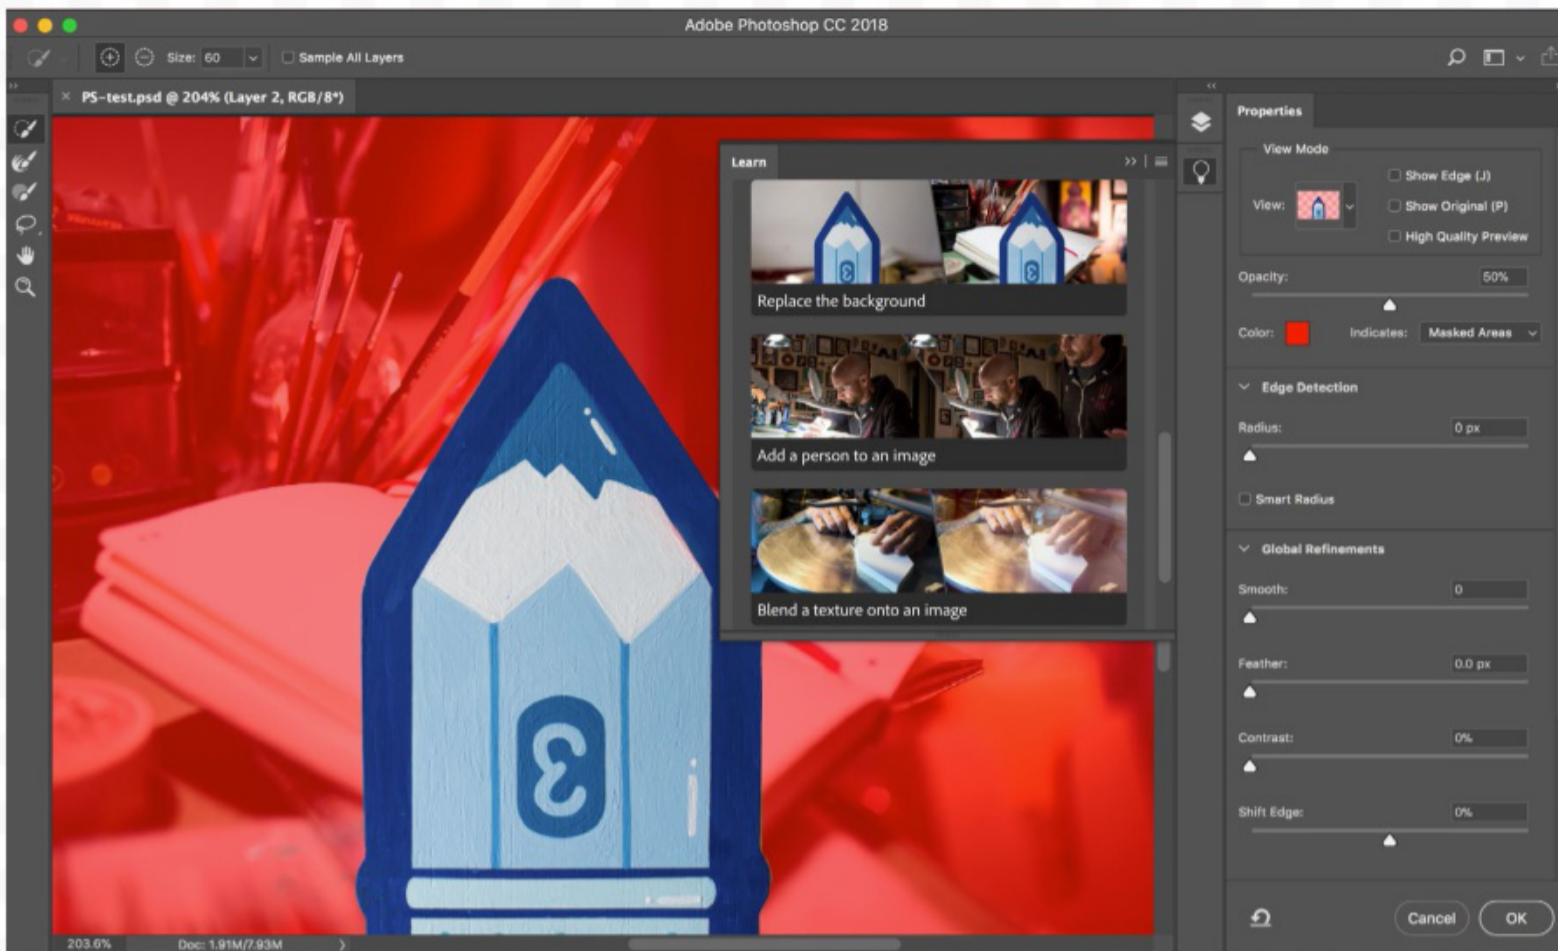 Adobe Photoshop CC 2018
Size: 60
Sample All Layers
PS-test.psd @ 204% (Layer 2, RGB/8*)
Learn
Replace the background
Add a person to an image
Blend a texture onto an image
Properties
View Mode
View:
Show Edge (J)
Show Original (P)
High Quality Preview
Opacity: 50%
Color:
Indicates: Masked Areas
Edge Detection
Radius: 0 px
Smart Radius
Global Refinements
Smooth: 0
Feather: 0.0 px
Contrast: 0%
Shift Edge: 0%
Cancel
OK
203.6%
Doc: 1.91M/7.93M